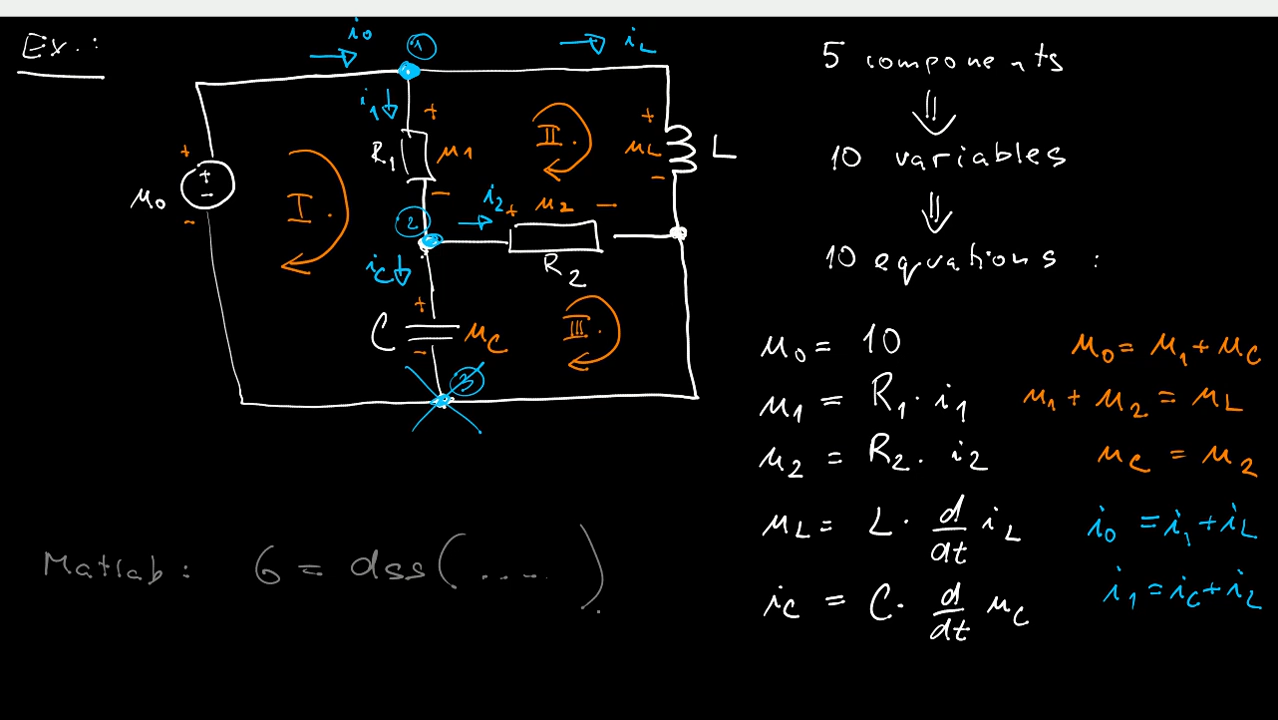 Ex.:
i0
1
iL
i1
+
+
II.
+
R1
u1
uL
L
+
-
-
u0
-
I.
-
i2
+
u2
-
2
R2
iC
+
C
uC
III.
-
3
Matlab: G = dss(.....).
5 components
⇓
10 variables
⇓
10 equations :
u0 = 10
u1 = R1 · i1
u2 = R2 · i2
uL = L · d/dt iL
iC = C · d/dt uC
u0 = u1 + uC
u1 + u2 = uL
uC = u2
i0 = i1 + iL
i1 = iC + i2